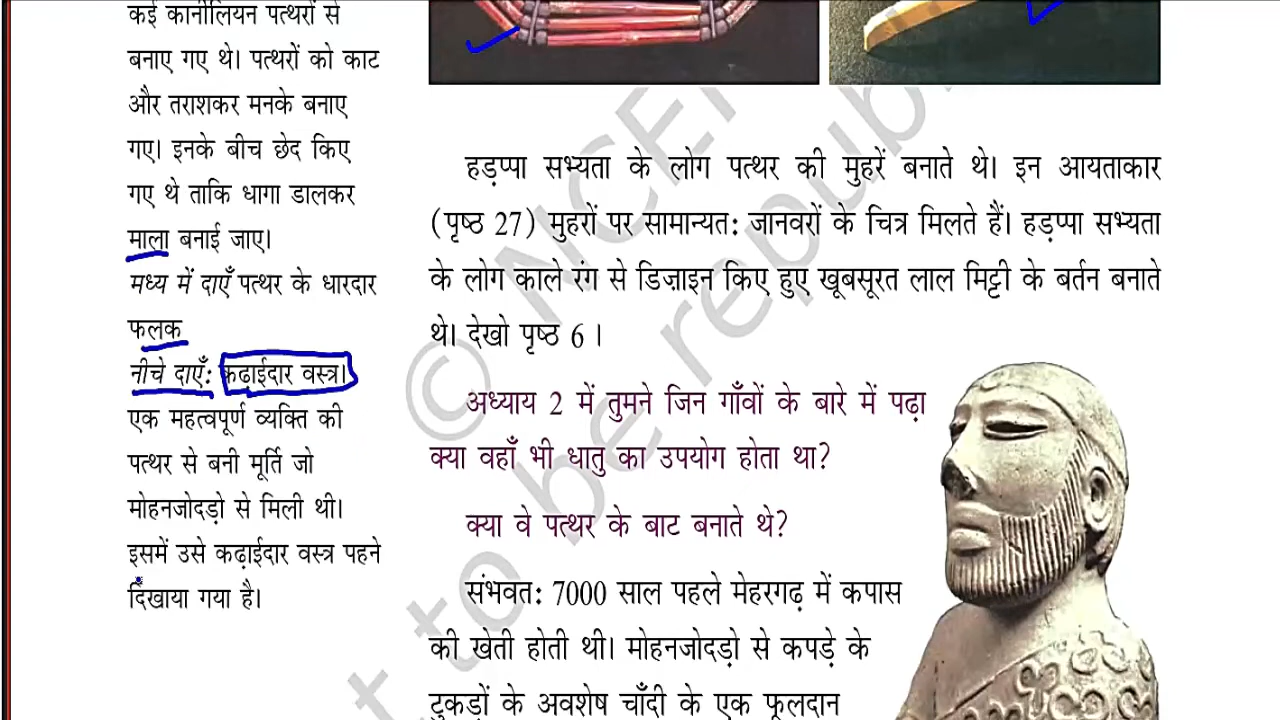 कई कार्नीलियन पत्थरों से
बनाए गए थे। पत्थरों को काट
और तराशकर मनके बनाए
गए। इनके बीच छेद किए
गए थे ताकि धागा डालकर
माला बनाई जाए।
मध्य में दाएँ पत्थर के धारदार
फलक
नीचे दाएँ: कढ़ाईदार वस्त्र।
एक महत्वपूर्ण व्यक्ति की
पत्थर से बनी मूर्ति जो
मोहनजोदड़ो से मिली थी।
इसमें उसे कढ़ाईदार वस्त्र पहने
दिखाया गया है।
हड़प्पा सभ्यता के लोग पत्थर की मुहरें बनाते थे। इन आयताकार
(पृष्ठ 27) मुहरों पर सामान्यत: जानवरों के चित्र मिलते हैं। हड़प्पा सभ्यता
के लोग काले रंग से डिज़ाइन किए हुए खूबसूरत लाल मिट्टी के बर्तन बनाते
थे। देखो पृष्ठ 6।
अध्याय 2 में तुमने जिन गाँवों के बारे में पढ़ा
क्या वहाँ भी धातु का उपयोग होता था?
क्या वे पत्थर के बाट बनाते थे?
संभवत: 7000 साल पहले मेहरगढ़ में कपास
की खेती होती थी। मोहनजोदड़ो से कपड़े के
टुकड़ों के अवशेष चाँदी के एक फूलदान
© NCE
to be republi